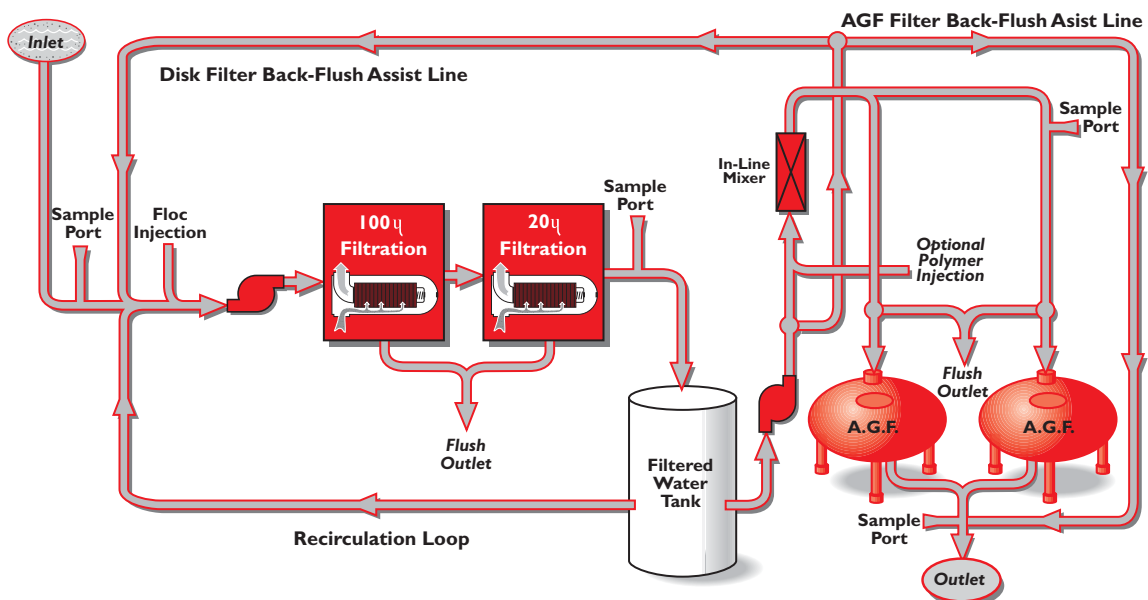 Inlet
AGF Filter Back-Flush Asist Line
Disk Filter Back-Flush Assist Line
Sample
Port
In-Line
Mixer
Sample
Port
Floc
Injection
Sample
Port
100 ɥ
Filtration
20 ɥ
Filtration
Optional
Polymer
Injection
Flush
Outlet
Flush
Outlet
A.G.F.
A.G.F.
Filtered
Water
Tank
Recirculation Loop
Sample
Port
Outlet